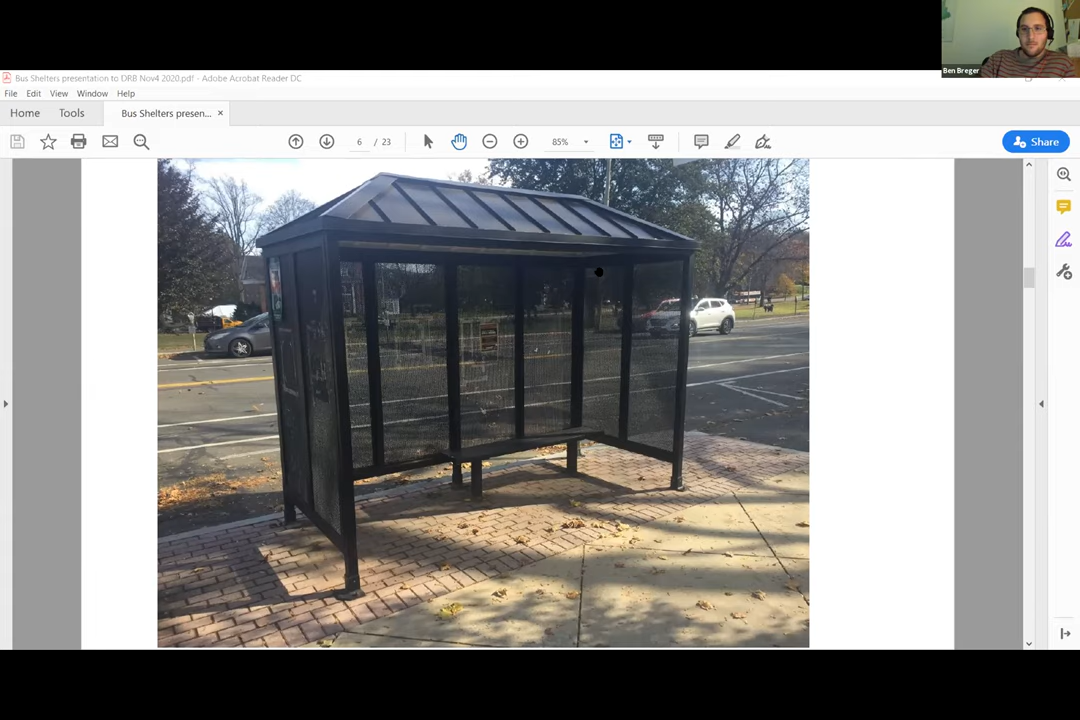 Ben Breger
Bus Shelters presentation to DRB Nov4 2020.pdf - Adobe Acrobat Reader DC
File Edit View Window Help
Home Tools Bus Shelters presen... ×
6 / 23 85% Share